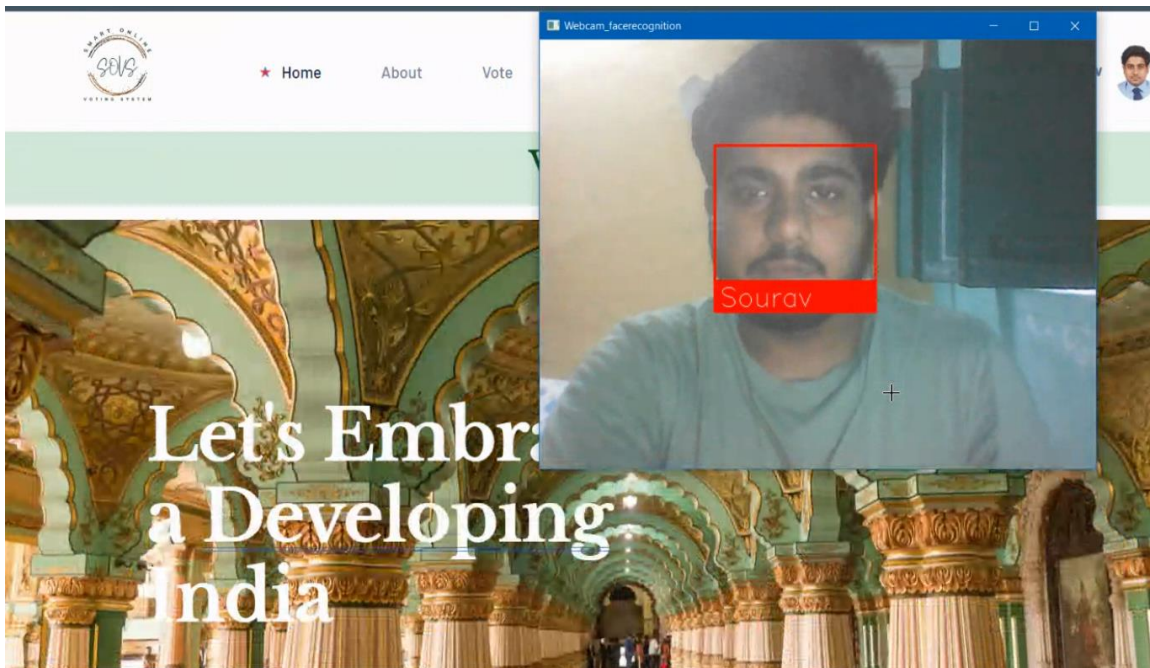 SMART ONLINE
SOVS
VOTING SYSTEM
★ Home
About
Vote
Webcam_facerecognition
Sourav
Let's Embra
a Developing
India